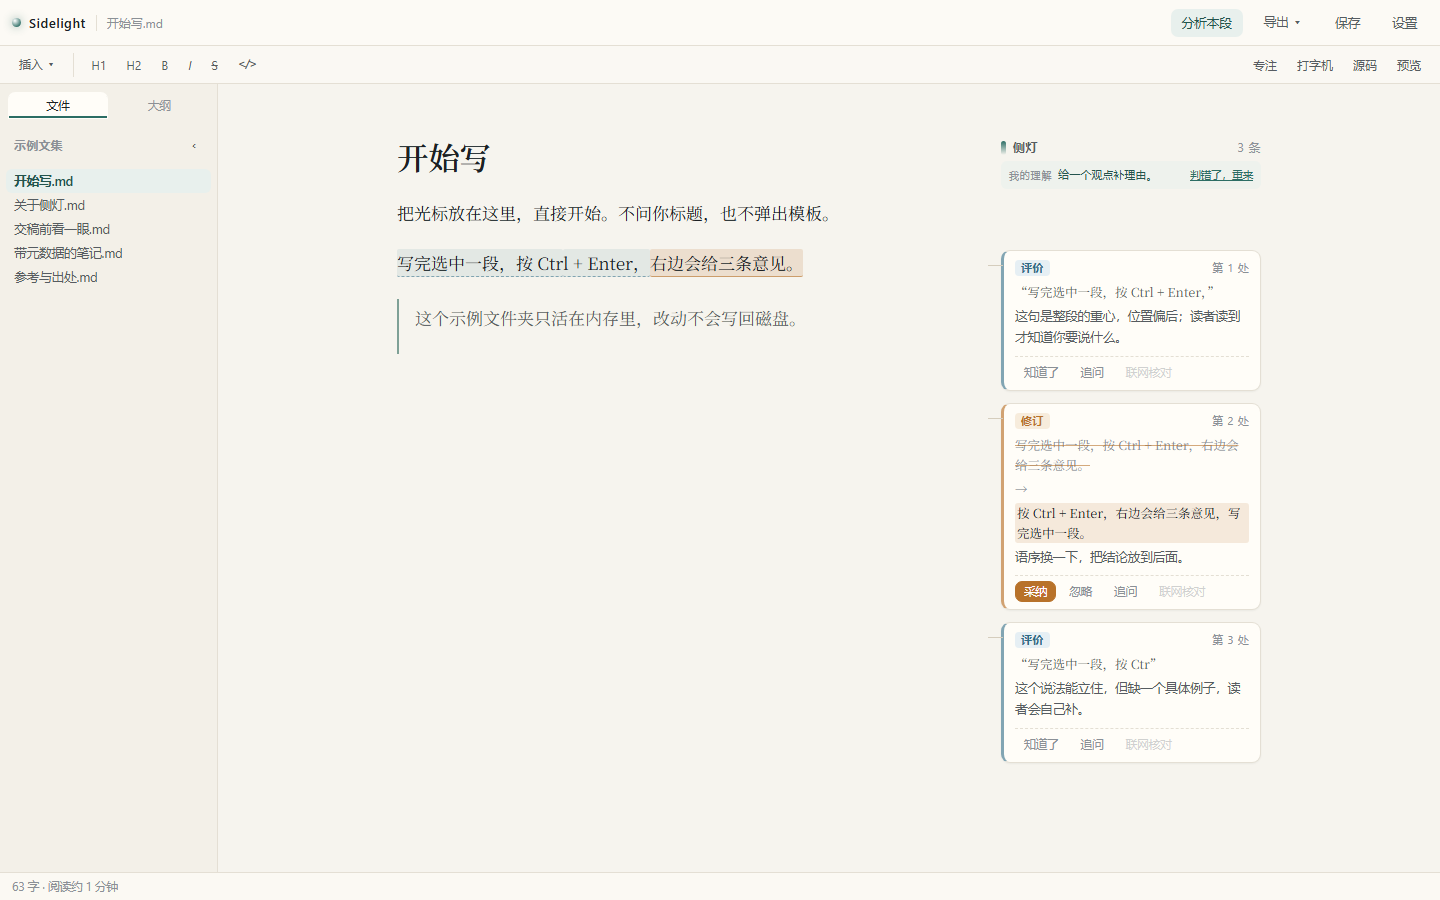 Sidelight 开始写.md 分析本段 导出 保存 设置
插入 H1 H2 B I S </> 专注 打字机 源码 预览
文件 大纲
示例文集
开始写.md
关于侧灯.md
交稿前看一眼.md
带元数据的笔记.md
参考与出处.md
开始写
把光标放在这里，直接开始。不问你标题，也不弹出模板。
写完选中一段，按 Ctrl + Enter，右边会给三条意见。
这个示例文件夹只活在内存里，改动不会写回磁盘。
侧灯 3 条
我的理解 给一个观点补理由。 判错了，重来
评价 第 1 处
“写完选中一段，按 Ctrl + Enter，”
这句是整段的重心，位置偏后；读者读到
才知道你要说什么。
知道了 追问 联网核对
修订 第 2 处
写完选中一段，按 Ctrl + Enter，右边会
给三条意见。
→
按 Ctrl + Enter，右边会给三条意见，写
完选中一段。
语序换一下，把结论放到后面。
采纳 忽略 追问 联网核对
评价 第 3 处
“写完选中一段，按 Ctr”
这个说法能立住，但缺一个具体例子，读
者会自己补。
知道了 追问 联网核对
63 字 · 阅读约 1 分钟